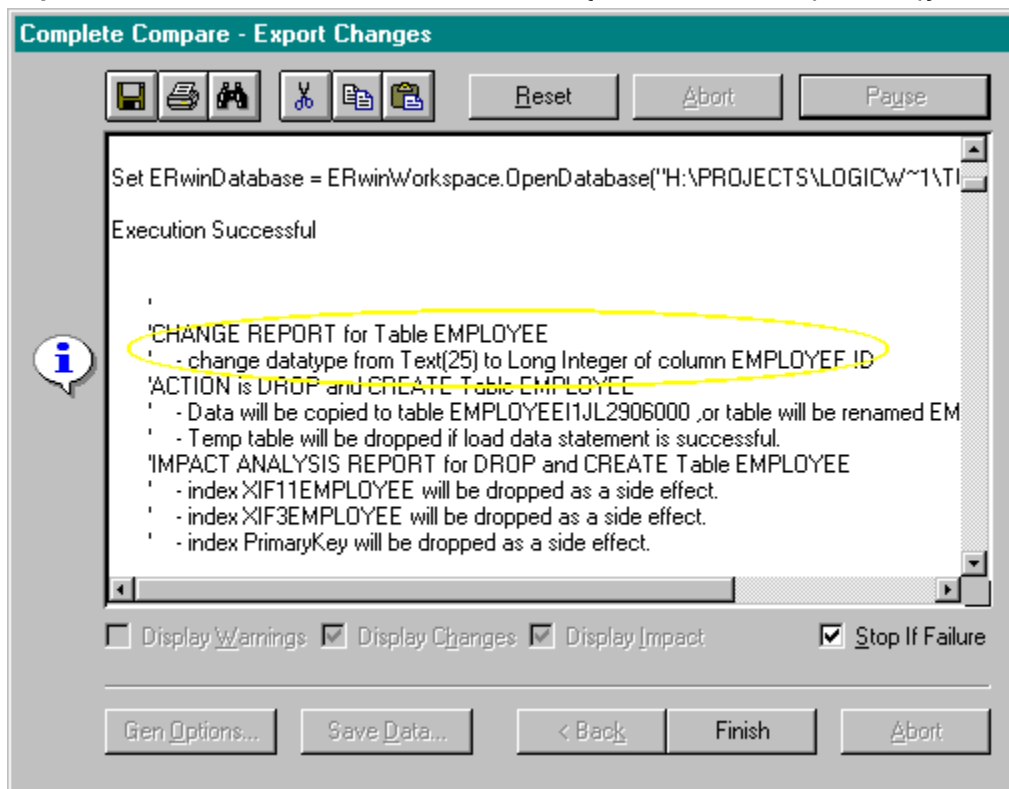 Complete Compare - Export Changes
Reset Abort Pause
Set ERwinDatabase = ERwinWorkspace.OpenDatabase("H:\PROJECTS\LOGICW~1\T
Execution Successful
'
'CHANGE REPORT for Table EMPLOYEE
' - change datatype from Text(25) to Long Integer of column EMPLOYEE ID
'ACTION is DROP and CREATE Table EMPLOYEE
' - Data will be copied to table EMPLOYEEI1JL2906000 ,or table will be renamed EM
' - Temp table will be dropped if load data statement is successful.
'IMPACT ANALYSIS REPORT for DROP and CREATE Table EMPLOYEE
' - index XIF11EMPLOYEE will be dropped as a side effect.
' - index XIF3EMPLOYEE will be dropped as a side effect.
' - index PrimaryKey will be dropped as a side effect.
Display Warnings Display Changes Display Impact Stop If Failure
Gen Options... Save Data... < Back Finish Abort